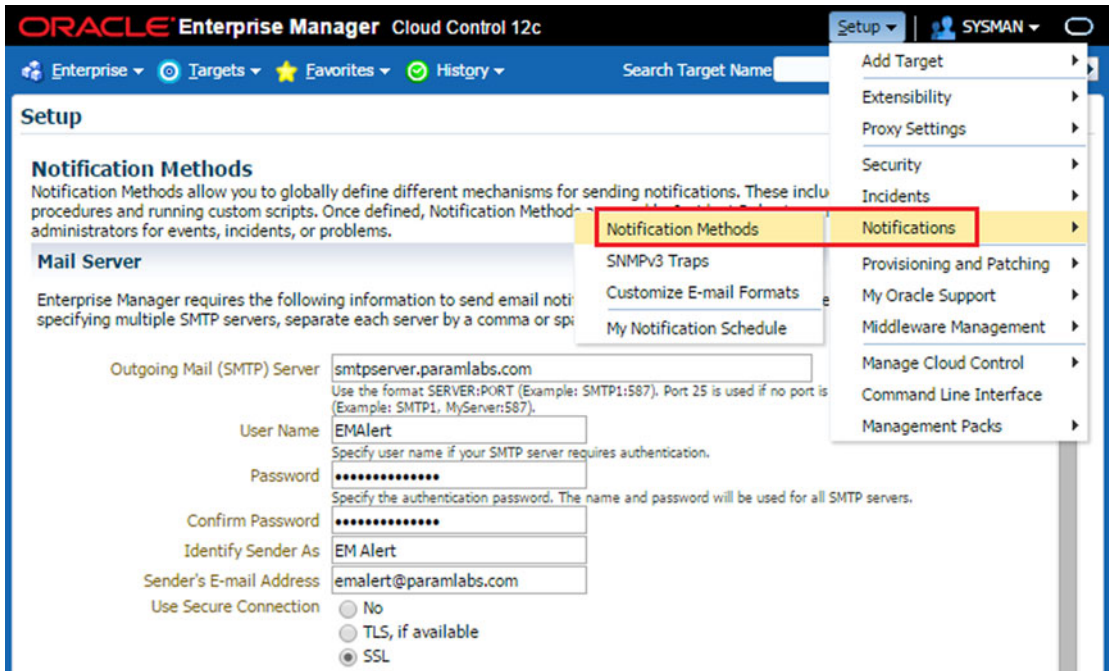 ORACLE Enterprise Manager Cloud Control 12c
Setup
SYSMAN
Enterprise
Targets
Favorites
History
Search Target Name
Add Target
Extensibility
Proxy Settings
Security
Incidents
Notifications
Provisioning and Patching
My Oracle Support
Middleware Management
Manage Cloud Control
Command Line Interface
Management Packs
Notification Methods
SNMPv3 Traps
Customize E-mail Formats
My Notification Schedule
Setup
Notification Methods
Notification Methods allow you to globally define different mechanisms for sending notifications. These
procedures and running custom scripts. Once defined, Notification Methods
administrators for events, incidents, or problems.
Mail Server
Enterprise Manager requires the following information to send email
specifying multiple SMTP servers, separate each server by a comma or
Outgoing Mail (SMTP) Server smtpserver.paramlabs.com
Use the format SERVER:PORT (Example: SMTP1:587). Port 25 is used if no port is
(Example: SMTP1, MyServer:587).
User Name EMAlert
Specify user name if your SMTP server requires authentication.
Password ••••••••••••••
Specify the authentication password. The name and password will be used for all SMTP servers.
Confirm Password ••••••••••••••
Identify Sender As EM Alert
Sender's E-mail Address emalert@paramlabs.com
Use Secure Connection No
TLS, if available
SSL